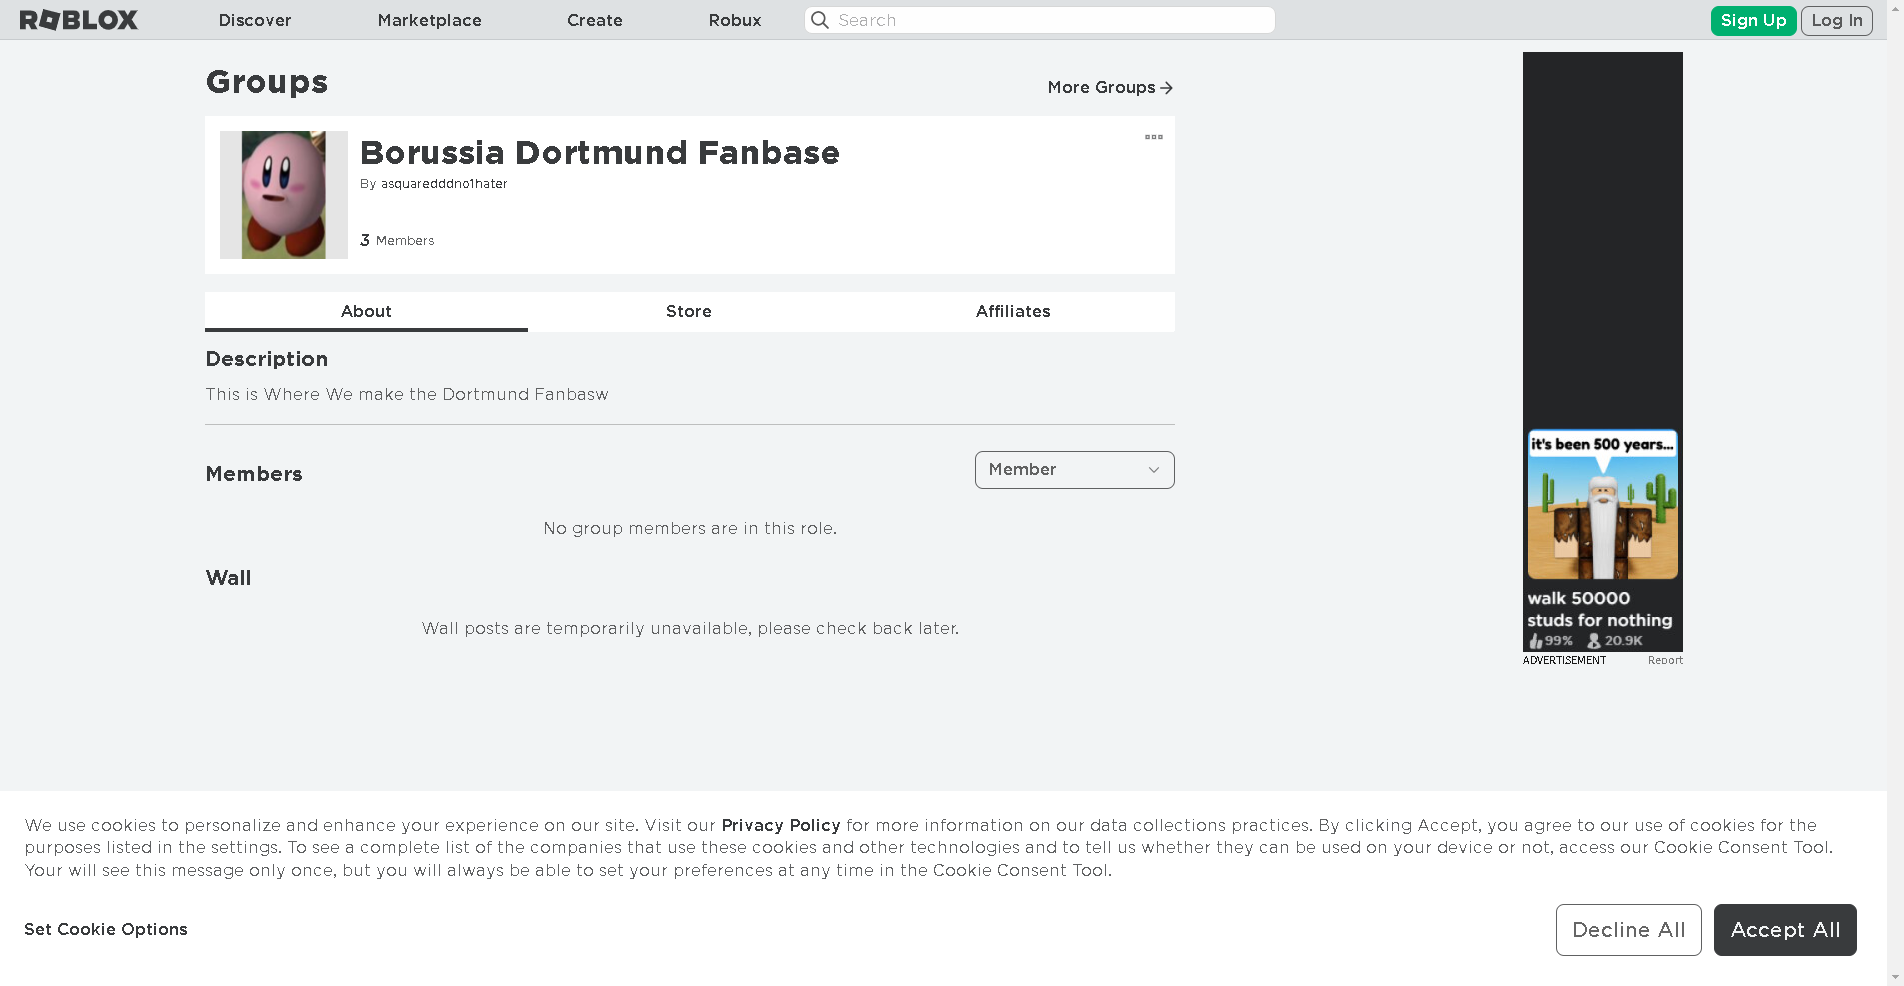 ROBLOX
Discover
Marketplace
Create
Robux
Search
Sign Up
Log In
Groups
More Groups
Borussia Dortmund Fanbase
By asquaredddno1hater
3 Members
About
Store
Affiliates
Description
This is Where We make the Dortmund Fanbasw
Members
Member
No group members are in this role.
Wall
Wall posts are temporarily unavailable, please check back later.
it's been 500 years...
walk 50000
studs for nothing
99% 20.9K
ADVERTISEMENT
Report
We use cookies to personalize and enhance your experience on our site. Visit our Privacy Policy for more information on our data collections practices. By clicking Accept, you agree to our use of cookies for the
purposes listed in the settings. To see a complete list of the companies that use these cookies and other technologies and to tell us whether they can be used on your device or not, access our Cookie Consent Tool.
Your will see this message only once, but you will always be able to set your preferences at any time in the Cookie Consent Tool.
Set Cookie Options
Decline All
Accept All